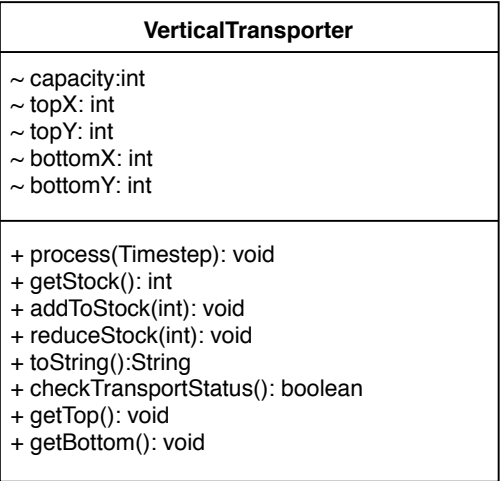 VerticalTransporter
~ capacity:int
~ topX: int
~ topY: int
~ bottomX: int
~ bottomY: int
+ process(Timestep): void
+ getStock(): int
+ addToStock(int): void
+ reduceStock(int): void
+ toString():String
+ checkTransportStatus(): boolean
+ getTop(): void
+ getBottom(): void